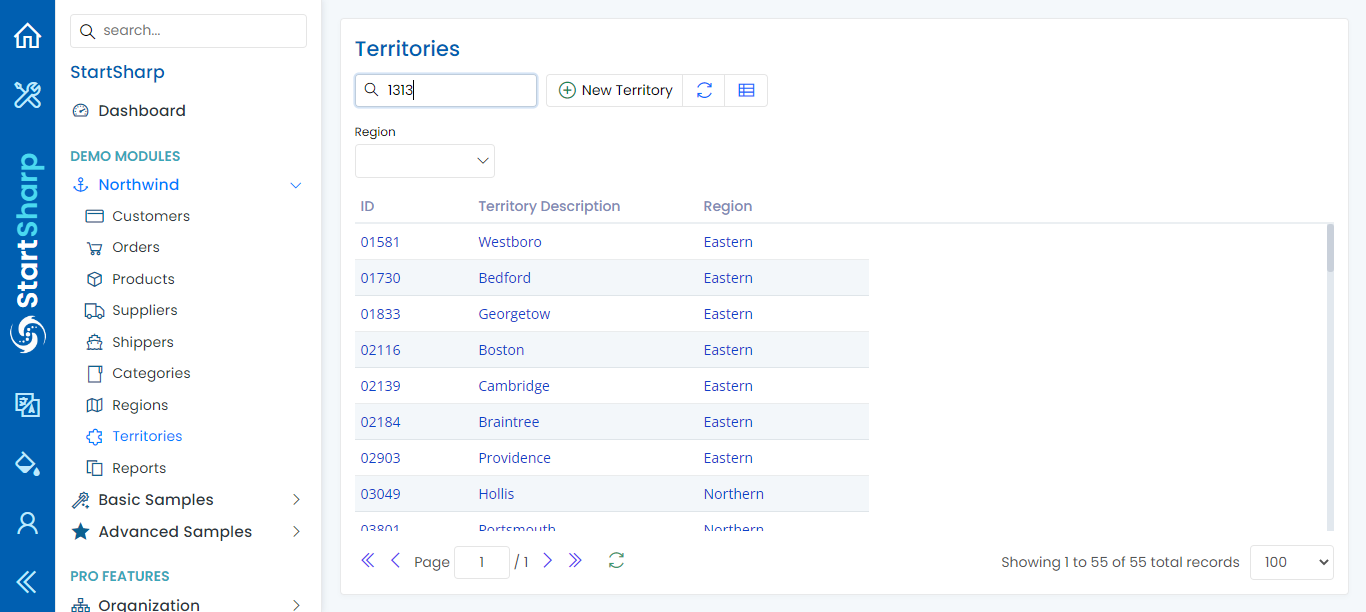 search...
StartSharp
Dashboard
DEMO MODULES
Northwind
Customers
Orders
Products
Suppliers
Shippers
Categories
Regions
Territories
Reports
Basic Samples
Advanced Samples
PRO FEATURES
Organization
StartSharp
Territories
1313
New Territory
Region
ID Territory Description Region
01581 Westboro Eastern
01730 Bedford Eastern
01833 Georgetow Eastern
02116 Boston Eastern
02139 Cambridge Eastern
02184 Braintree Eastern
02903 Providence Eastern
03049 Hollis Northern
03801 Portsmouth Northern
Page 1 / 1
Showing 1 to 55 of 55 total records 100